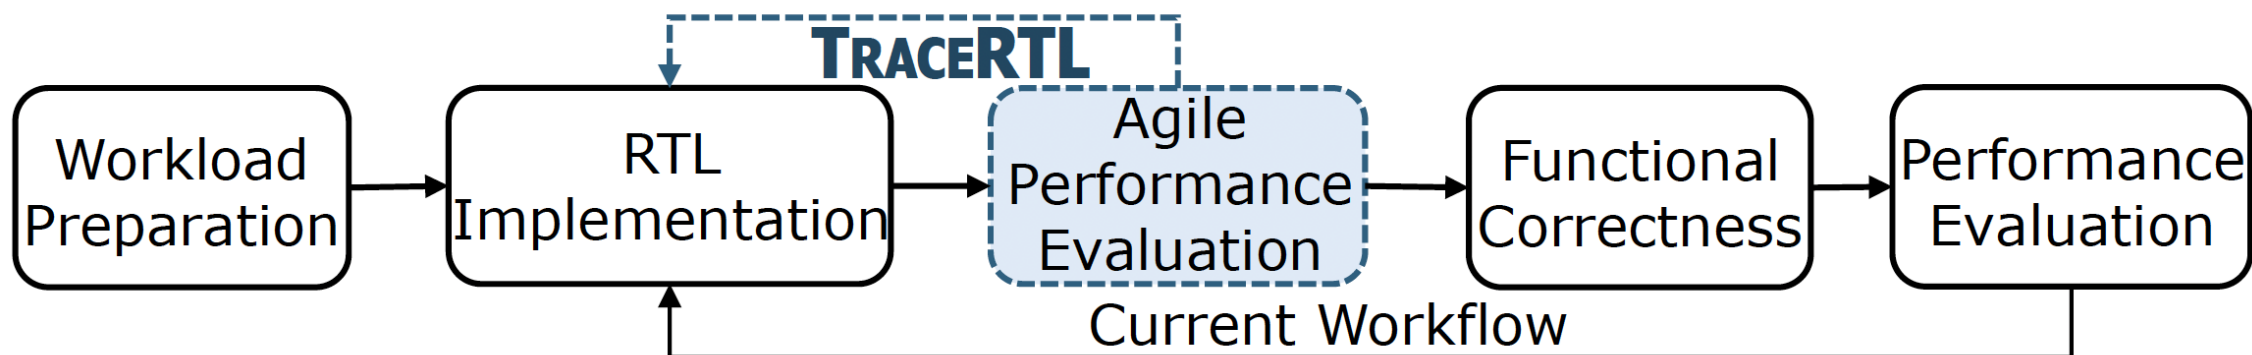 TRACERTL
Workload
Preparation
RTL
Implementation
Agile
Performance
Evaluation
Functional
Correctness
Performance
Evaluation
Current Workflow